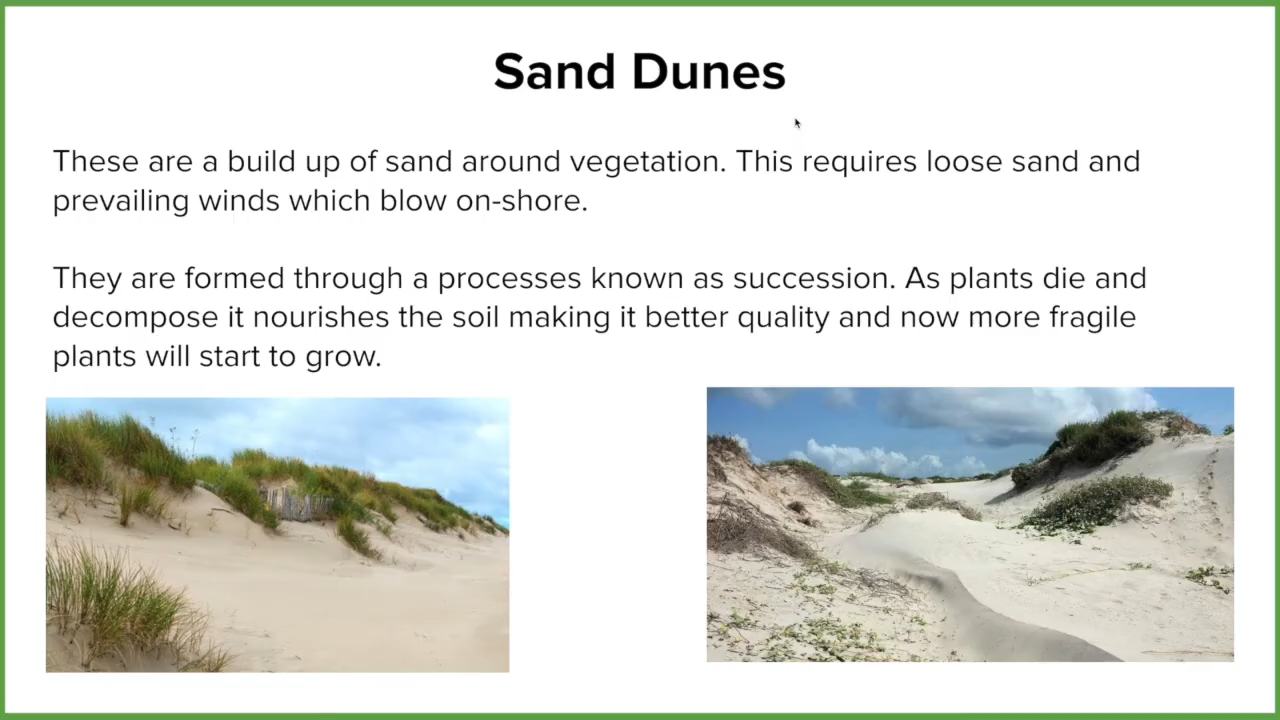 Sand Dunes
These are a build up of sand around vegetation. This requires loose sand and
prevailing winds which blow on-shore.
They are formed through a processes known as succession. As plants die and
decompose it nourishes the soil making it better quality and now more fragile
plants will start to grow.